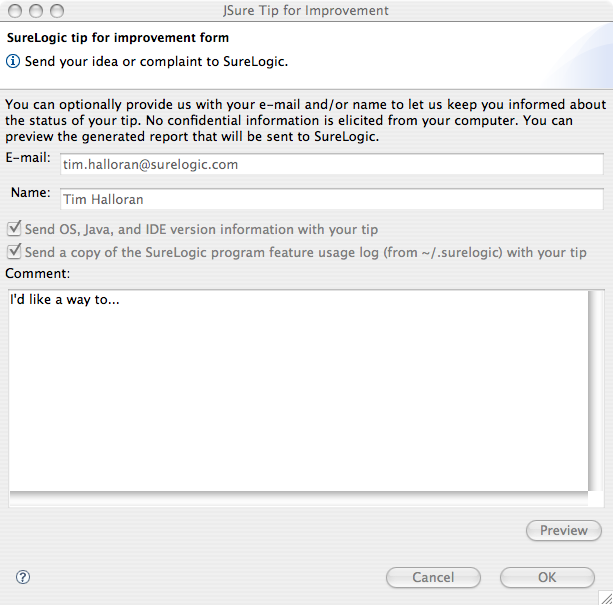 JSure Tip for Improvement
SureLogic tip for improvement form
Send your idea or complaint to SureLogic.
You can optionally provide us with your e-mail and/or name to let us keep you informed about
the status of your tip. No confidential information is elicited from your computer. You can
preview the generated report that will be sent to SureLogic.
E-mail: tim.halloran@surelogic.com
Name: Tim Halloran
Send OS, Java, and IDE version information with your tip
Send a copy of the SureLogic program feature usage log (from ~/.surelogic) with your tip
Comment:
I'd like a way to...
Preview
? Cancel OK